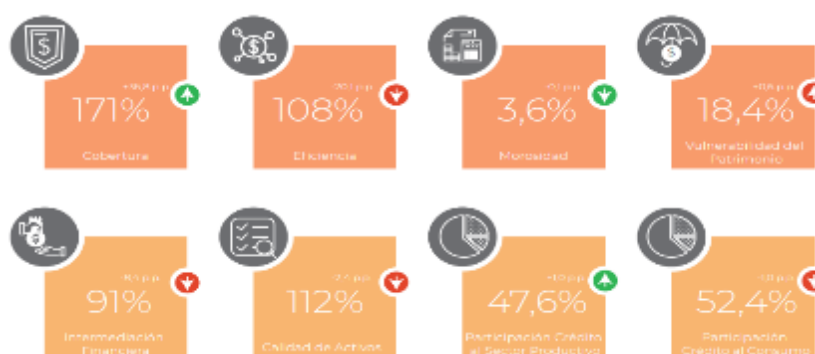 171%
Cobertura
108%
Eficiencia
3,6%
Morosidad
18,4%
Vulnerabilidad del
Patrimonio
91%
Intermediación
Financiera
112%
Calidad de Activos
47,6%
Participación Crédito
al Sector Productivo
52,4%
Participación
Crédito al Consumo